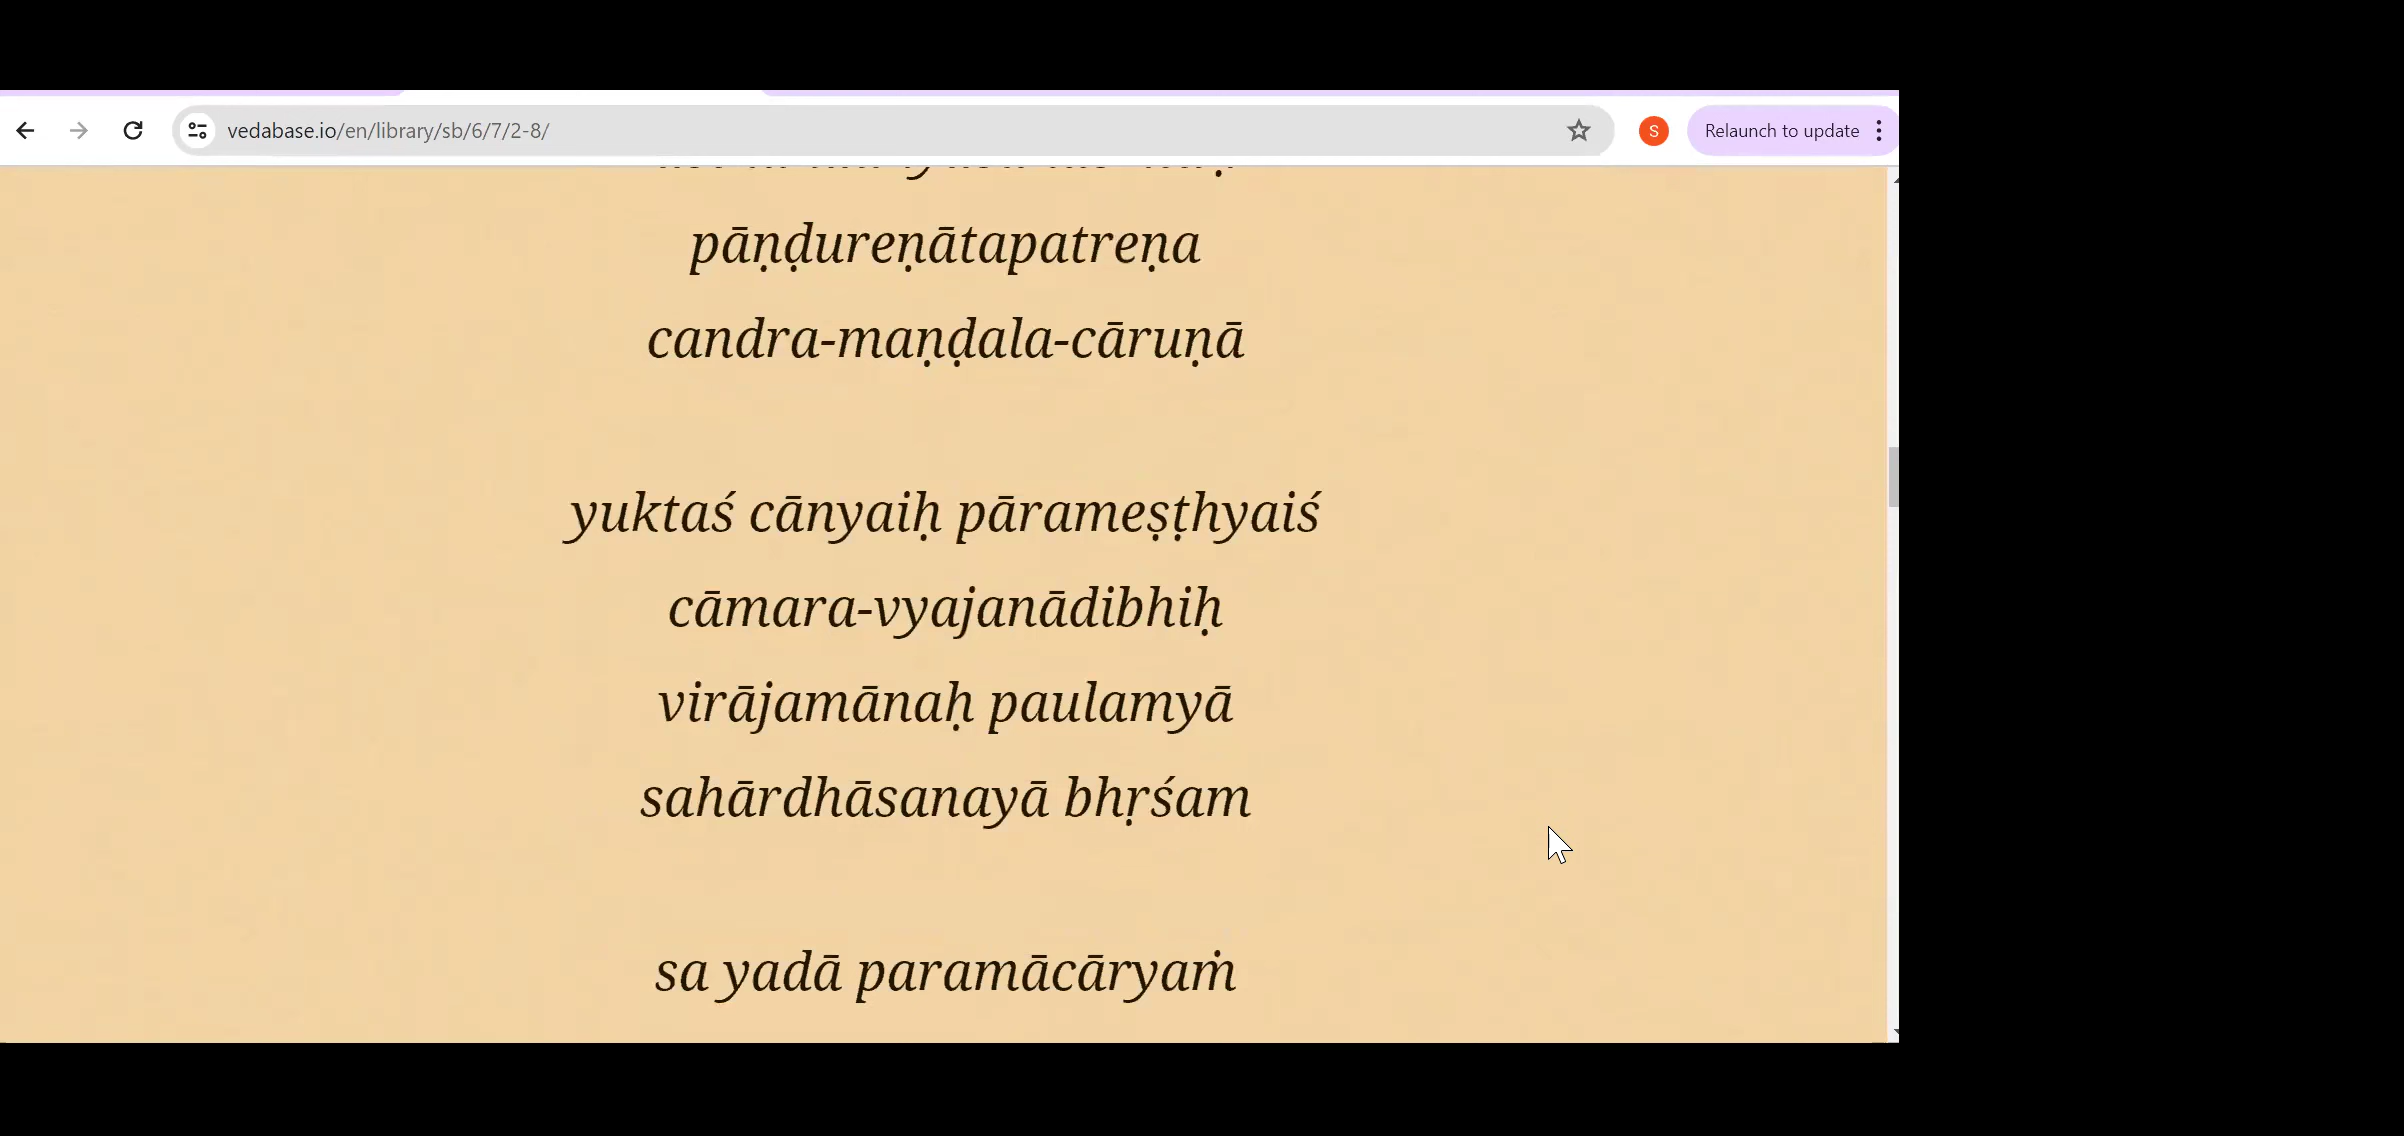 vedabase.io/en/library/sb/6/7/2-8/
S
Relaunch to update
pāṇḍureṇātapatreṇa
candra-maṇḍala-cāruṇā
yuktaś cānyaiḥ pārameṣṭhyaiś
cāmara-vyajanādibhiḥ
virājamānaḥ paulamyā
sahārdhāsanayā bhṛśam
sa yadā paramācāryaṁ